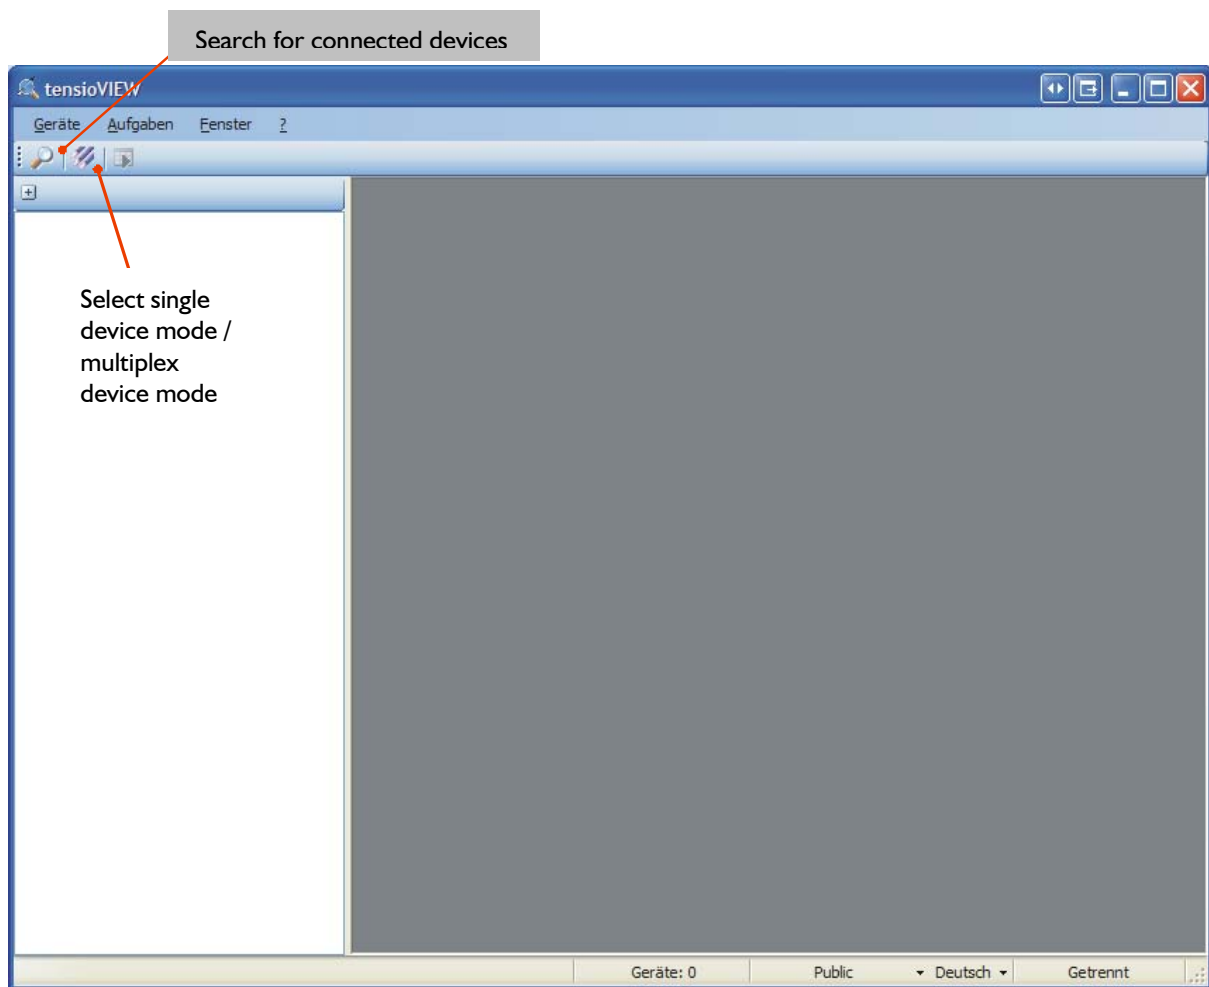 Search for connected devices
tensioVIEW
Geräte Aufgaben Fenster ?
Select single
device mode /
multiplex
device mode
Geräte: 0 Public Deutsch Getrennt